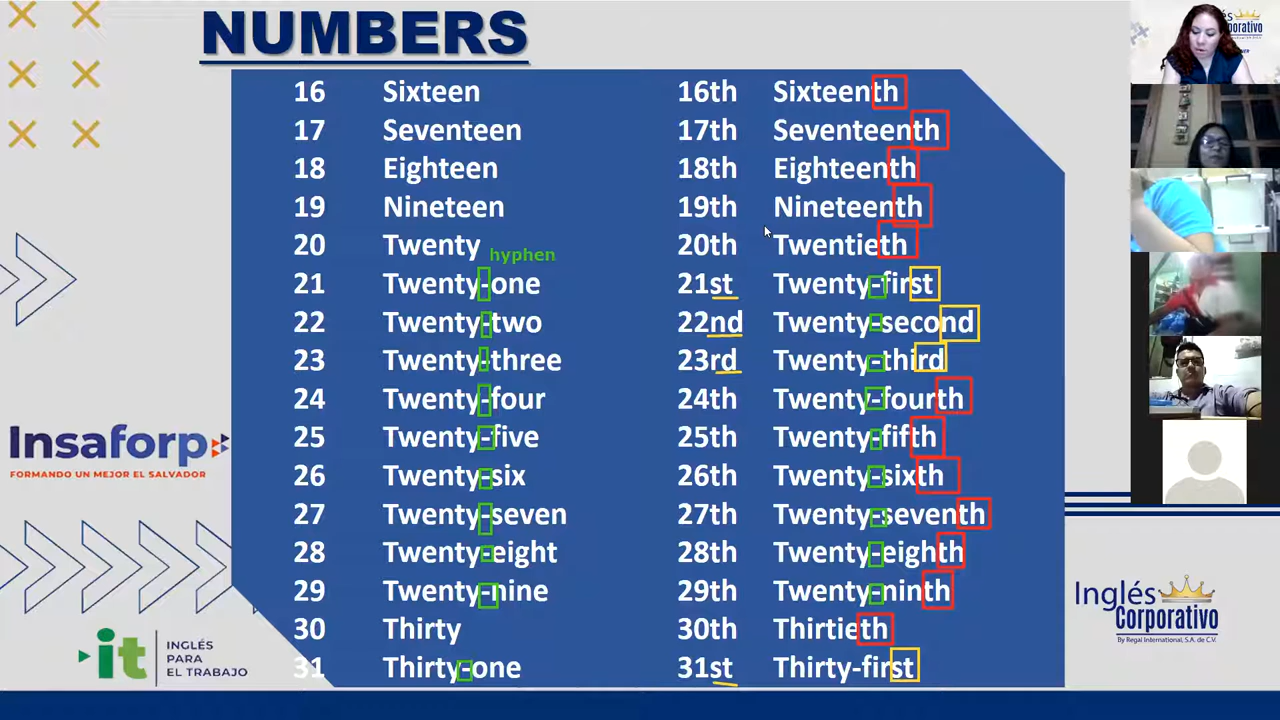 NUMBERS
16 Sixteen 16th Sixteenth
17 Seventeen 17th Seventeenth
18 Eighteen 18th Eighteenth
19 Nineteen 19th Nineteenth
20 Twenty 20th Twentieth
hyphen
21 Twenty-one 21st Twenty-first
22 Twenty-two 22nd Twenty-second
23 Twenty-three 23rd Twenty-third
24 Twenty-four 24th Twenty-fourth
25 Twenty-five 25th Twenty-fifth
26 Twenty-six 26th Twenty-sixth
27 Twenty-seven 27th Twenty-seventh
28 Twenty-eight 28th Twenty-eighth
29 Twenty-nine 29th Twenty-ninth
30 Thirty 30th Thirtieth
31 Thirty-one 31st Thirty-first
Insaforp
FORMANDO UN MEJOR EL SALVADOR
it
INGLÉS
PARA
EL TRABAJO
Inglés
Corporativo
By Regal International, S.A. de C.V.